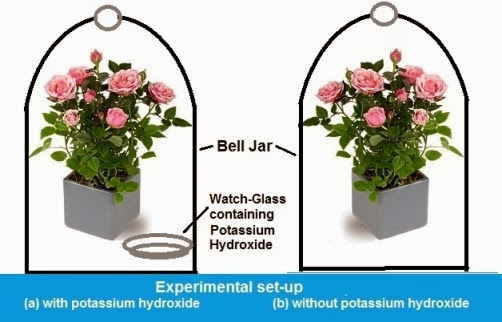 Bell Jar
Watch-Glass
containing
Potassium
Hydroxide
Experimental set-up
(a) with potassium hydroxide
(b) without potassium hydroxide